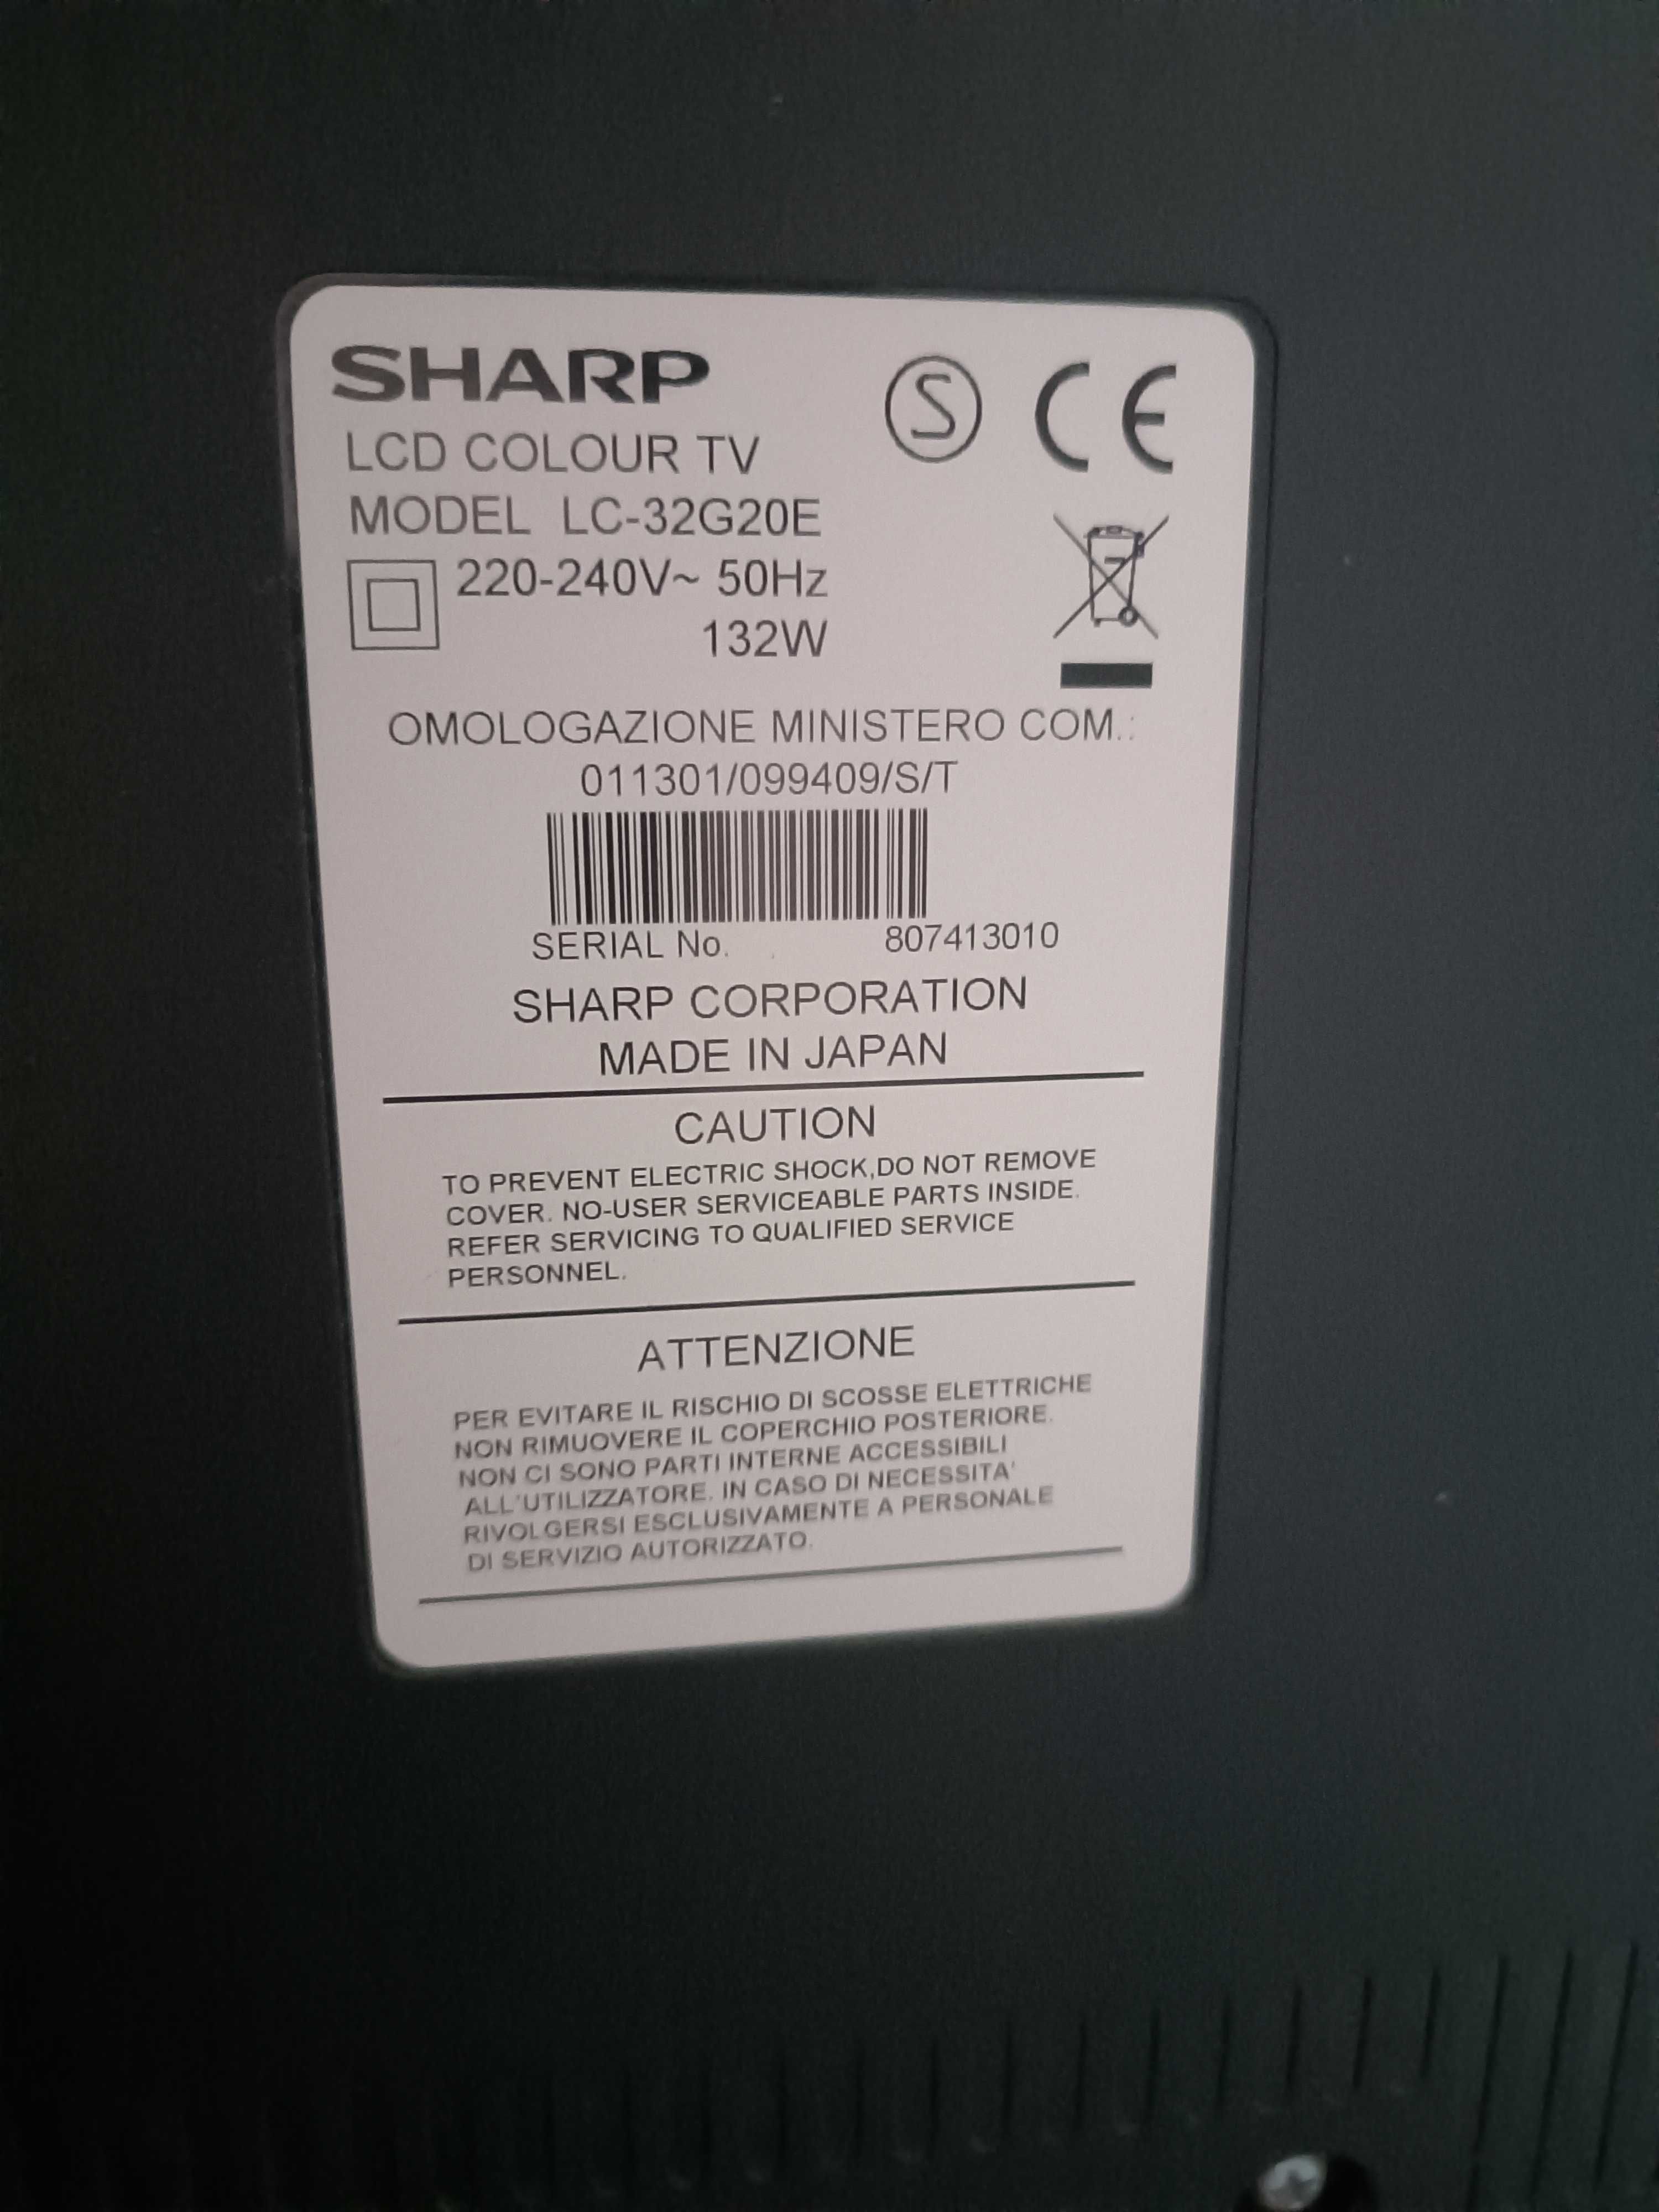 SHARP
S CE
LCD COLOUR TV
MODEL LC-32G20E
220-240V~ 50Hz
132W
OMOLOGAZIONE MINISTERO COM.:
011301/099409/S/T
SERIAL No. 807413010
SHARP CORPORATION
MADE IN JAPAN
CAUTION
TO PREVENT ELECTRIC SHOCK,DO NOT REMOVE
COVER. NO-USER SERVICEABLE PARTS INSIDE.
REFER SERVICING TO QUALIFIED SERVICE
PERSONNEL.
ATTENZIONE
PER EVITARE IL RISCHIO DI SCOSSE ELETTRICHE
NON RIMUOVERE IL COPERCHIO POSTERIORE.
NON CI SONO PARTI INTERNE ACCESSIBILI
ALL'UTILIZZATORE. IN CASO DI NECESSITA'
RIVOLGERSI ESCLUSIVAMENTE A PERSONALE
DI SERVIZIO AUTORIZZATO.